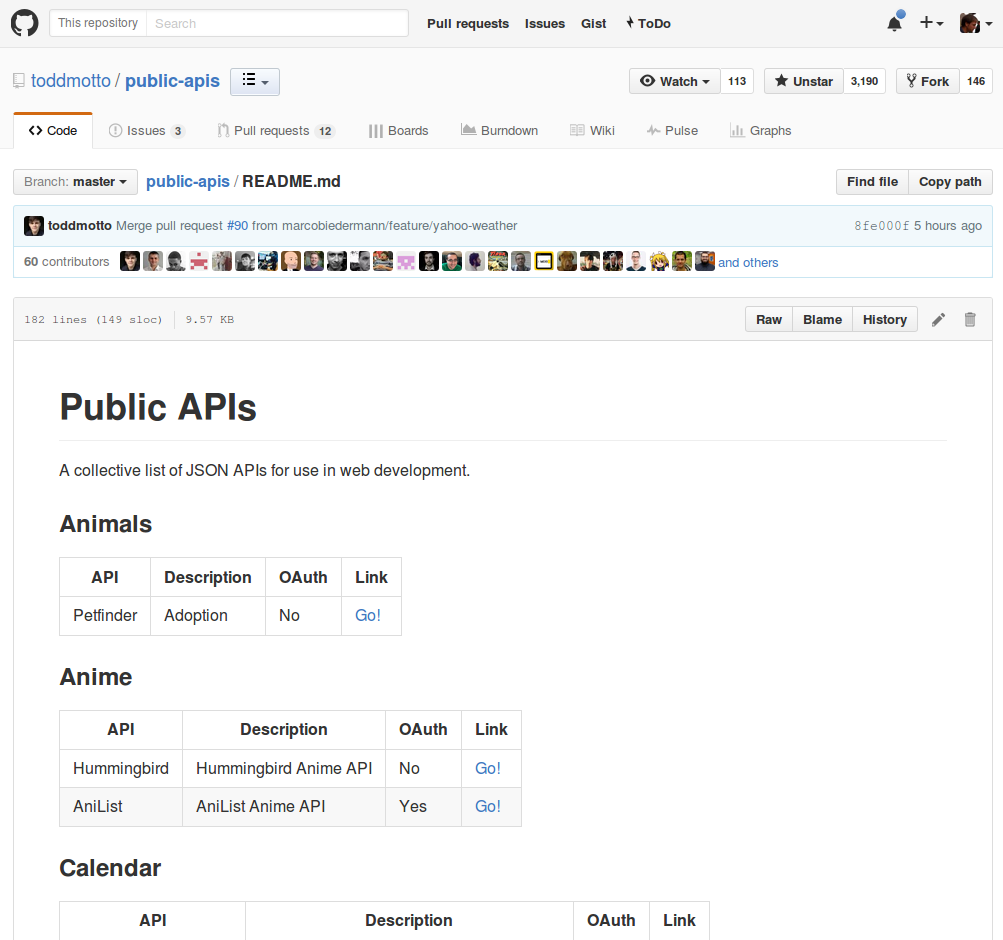 This repository Search Pull requests Issues Gist ToDo
toddmotto / public-apis Watch 113 Unstar 3,190 Fork 146
Code Issues 3 Pull requests 12 Boards Burndown Wiki Pulse Graphs
Branch: master public-apis / README.md Find file Copy path
toddmotto Merge pull request #90 from marcobiedermann/feature/yahoo-weather 8fe000f 5 hours ago
60 contributors and others
182 lines (149 sloc) 9.57 KB Raw Blame History
Public APIs
A collective list of JSON APIs for use in web development.
Animals
API Description OAuth Link
Petfinder Adoption No Go!
Anime
API Description OAuth Link
Hummingbird Hummingbird Anime API No Go!
AniList AniList Anime API Yes Go!
Calendar
API Description OAuth Link